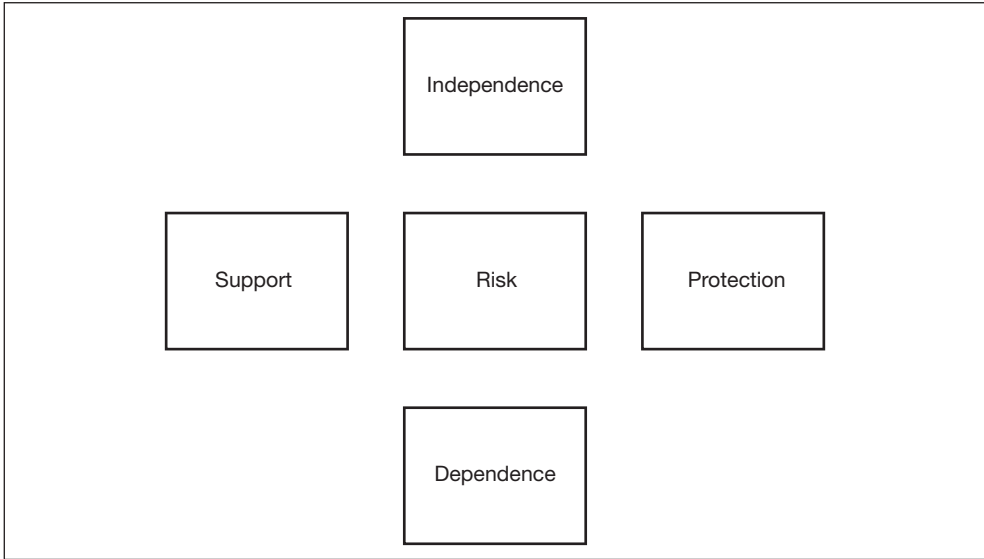 Independence
Support
Risk
Protection
Dependence